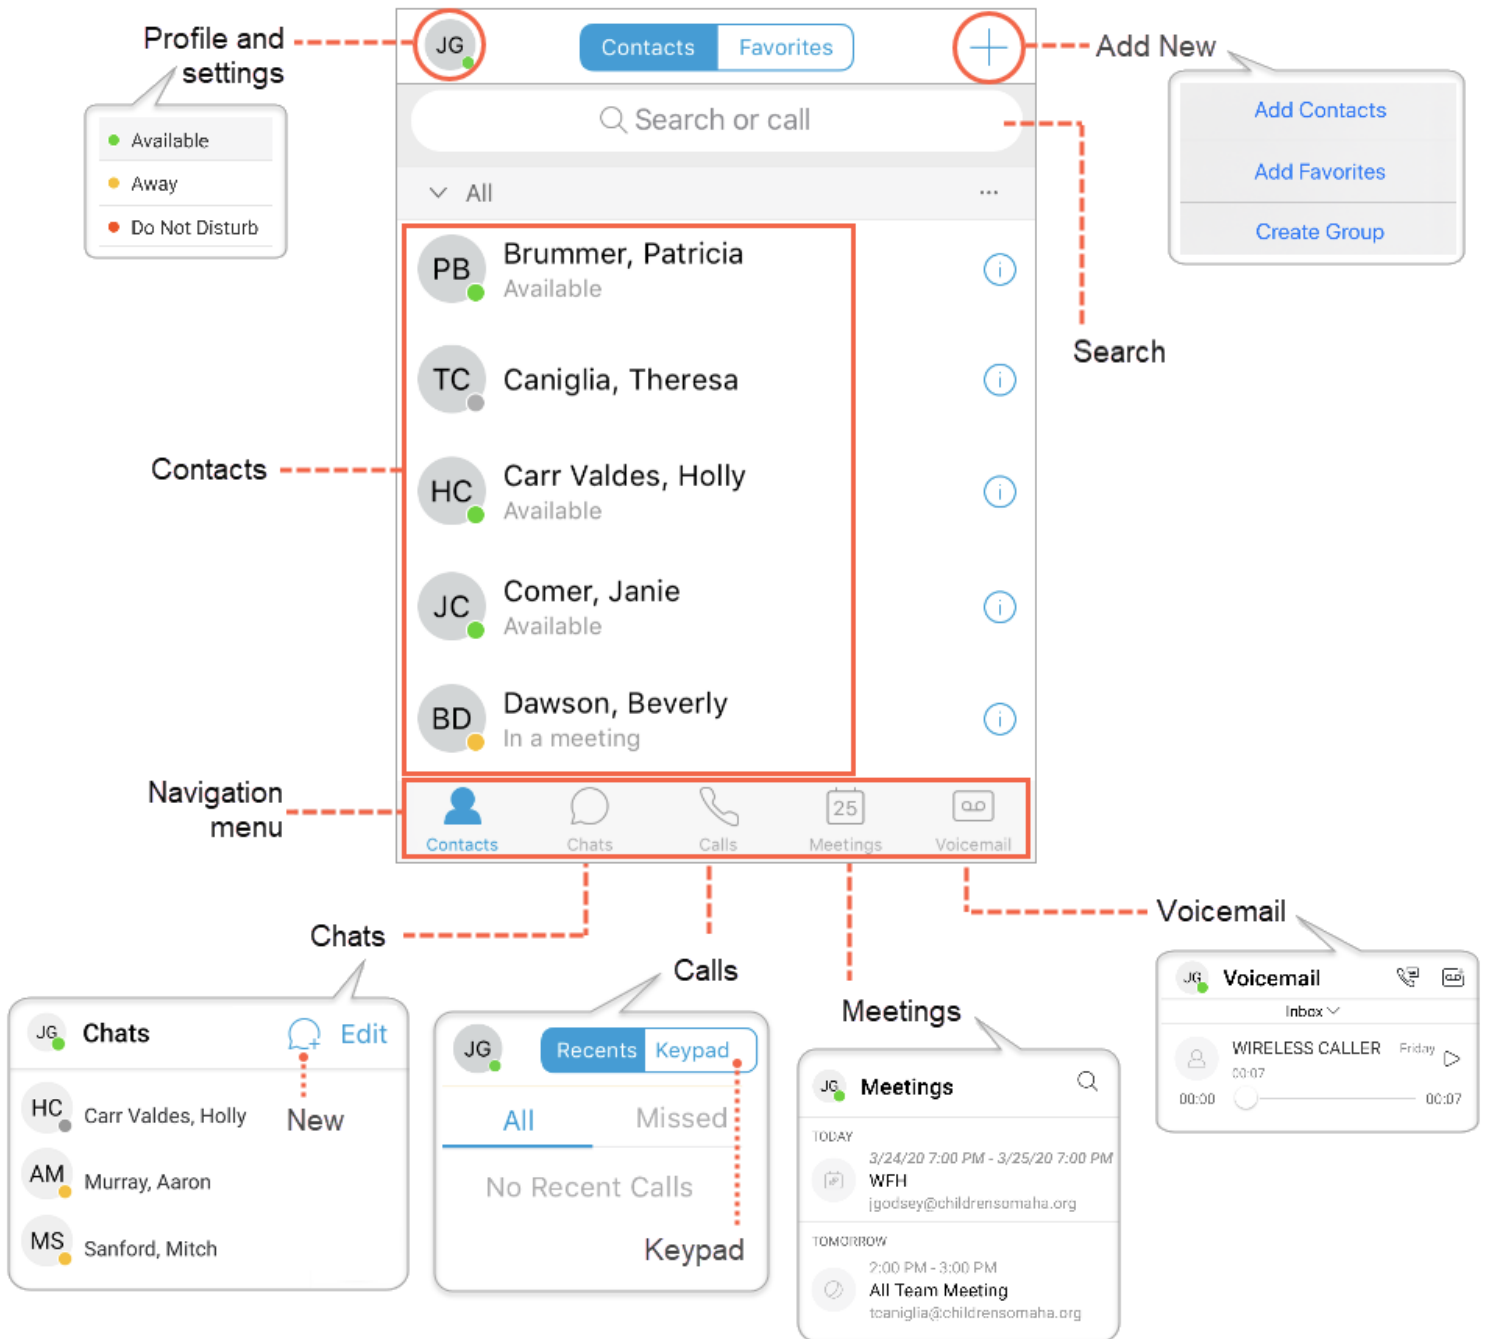 Profile and
settings
Available
Away
Do Not Disturb
JG
Contacts
Favorites
Add New
Add Contacts
Add Favorites
Create Group
Search or call
All
...
Search
Contacts
PB
Brummer, Patricia
Available
TC
Caniglia, Theresa
HC
Carr Valdes, Holly
Available
JC
Comer, Janie
Available
BD
Dawson, Beverly
In a meeting
Navigation
menu
25
Contacts
Chats
Calls
Meetings
Voicemail
Chats
JG
Chats
Edit
HC
Carr Valdes, Holly
New
AM
Murray, Aaron
MS
Sanford, Mitch
Calls
JG
Recents
Keypad
All
Missed
No Recent Calls
Keypad
Meetings
JG
Meetings
TODAY
3/24/20 7:00 PM - 3/25/20 7:00 PM
WFH
jgodsey@childrensomaha.org
TOMORROW
2:00 PM - 3:00 PM
All Team Meeting
tcaniglia@childrensomaha.org
Voicemail
JG
Voicemail
Inbox
WIRELESS CALLER
Friday
00:07
00:00
00:07